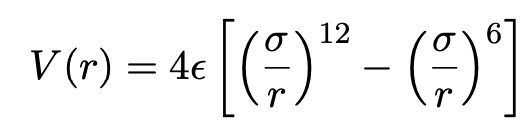 V(r) = 4ϵ [ (σ/r)^12 − (σ/r)^6 ]